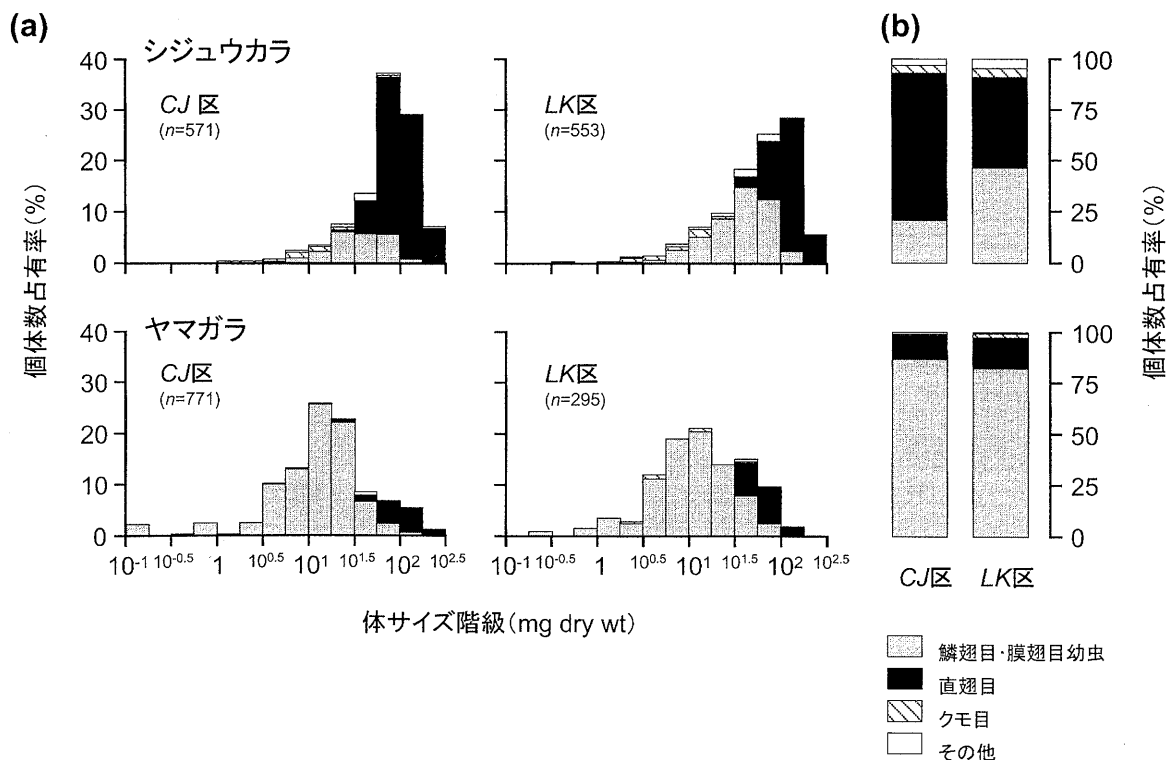 (a)
(b)
シジュウカラ
CJ 区
(n=571)
LK区
(n=553)
40
30
20
10
0
100
75
50
25
0
ヤマガラ
CJ区
(n=771)
LK区
(n=295)
40
30
20
10
0
100
75
50
25
0
個体数占有率(%)
個体数占有率(%)
10⁻¹ 10⁻⁰·⁵ 1 10⁰·⁵ 10¹ 10¹·⁵ 10² 10²·⁵
10⁻¹ 10⁻⁰·⁵ 1 10⁰·⁵ 10¹ 10¹·⁵ 10² 10²·⁵
CJ区 LK区
体サイズ階級(mg dry wt)
鱗翅目・膜翅目幼虫
直翅目
クモ目
その他